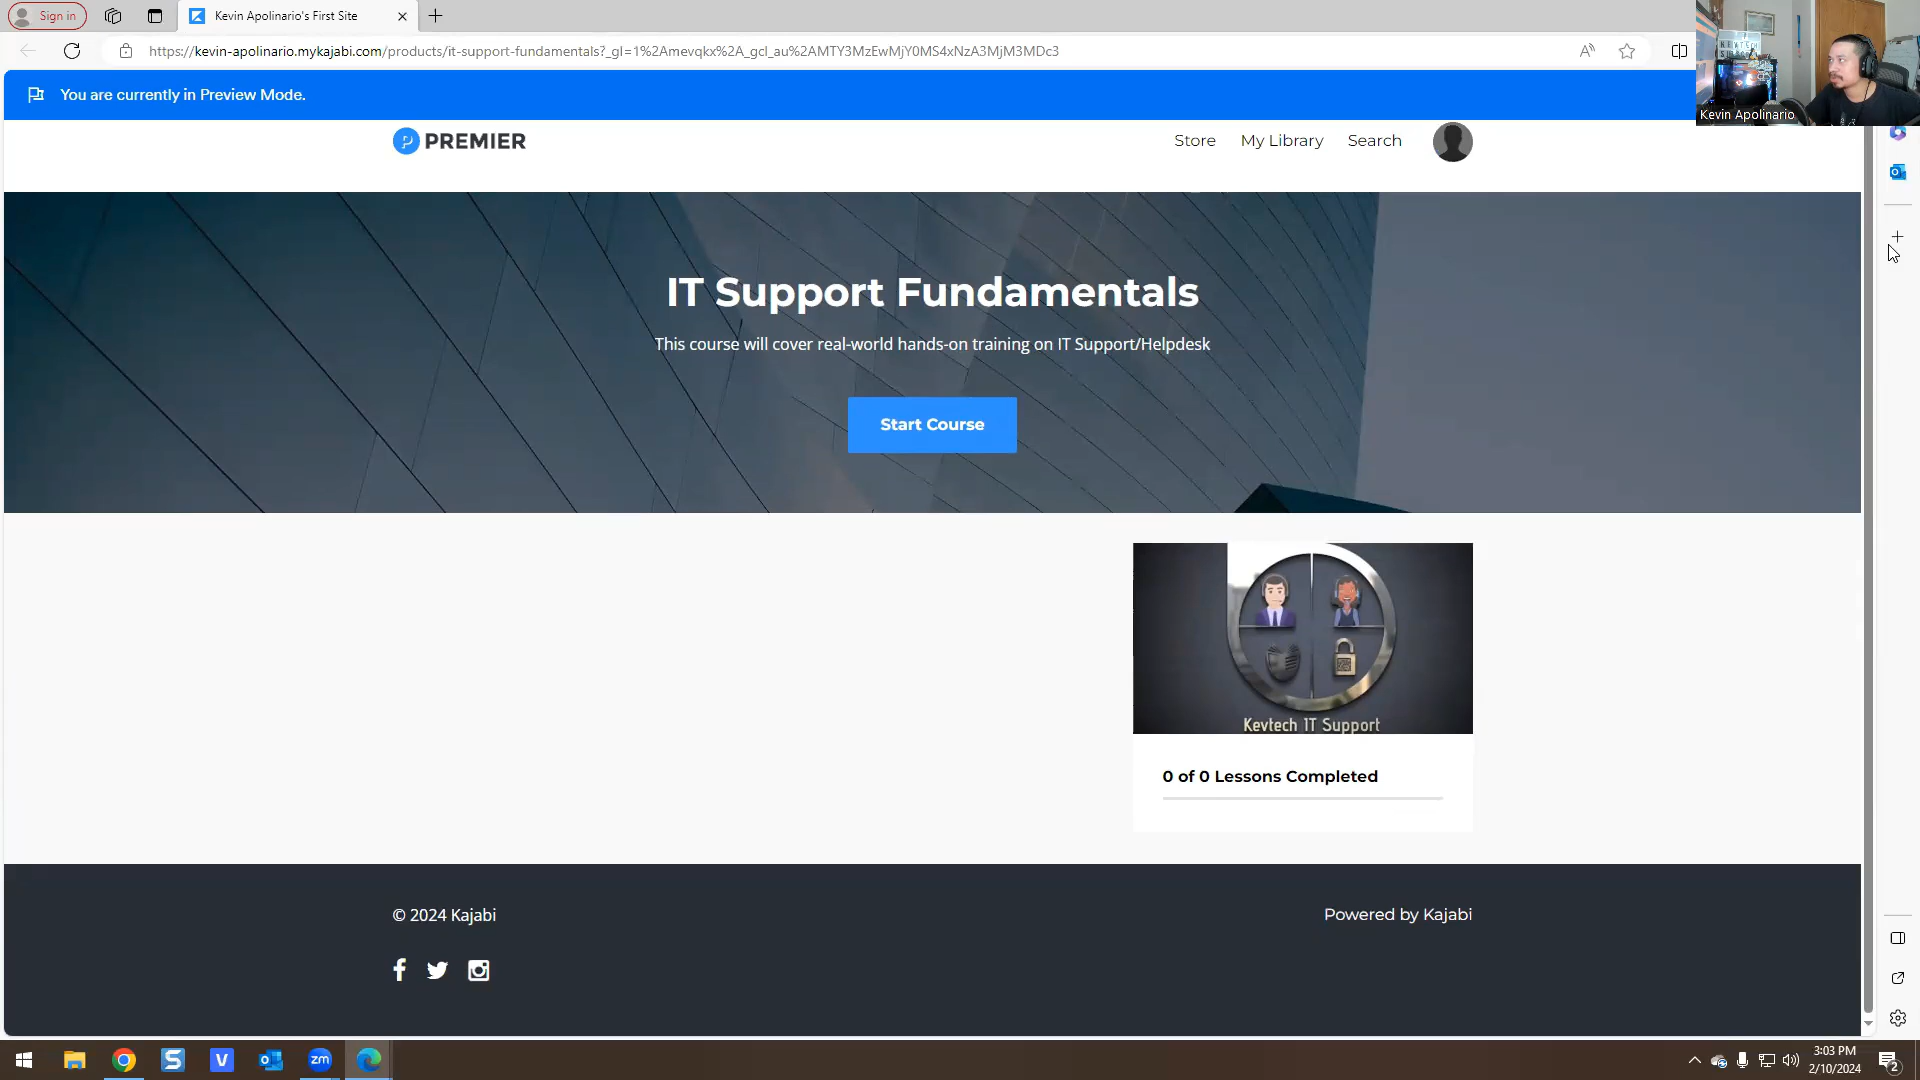 Sign in
Kevin Apolinario's First Site
https://kevin-apolinario.mykajabi.com/products/it-support-fundamentals?_gl=1%2Amevqkx%2A_gcl_au%2AMTY3MzEwMjY0MS4xNzA3MjM3MDc3
You are currently in Preview Mode.
Kevin Apolinario
PREMIER
Store
My Library
Search
IT Support Fundamentals
This course will cover real-world hands-on training on IT Support/Helpdesk
Start Course
Kevtech IT Support
0 of 0 Lessons Completed
© 2024 Kajabi
Powered by Kajabi
zm
3:03 PM
2/10/2024
2